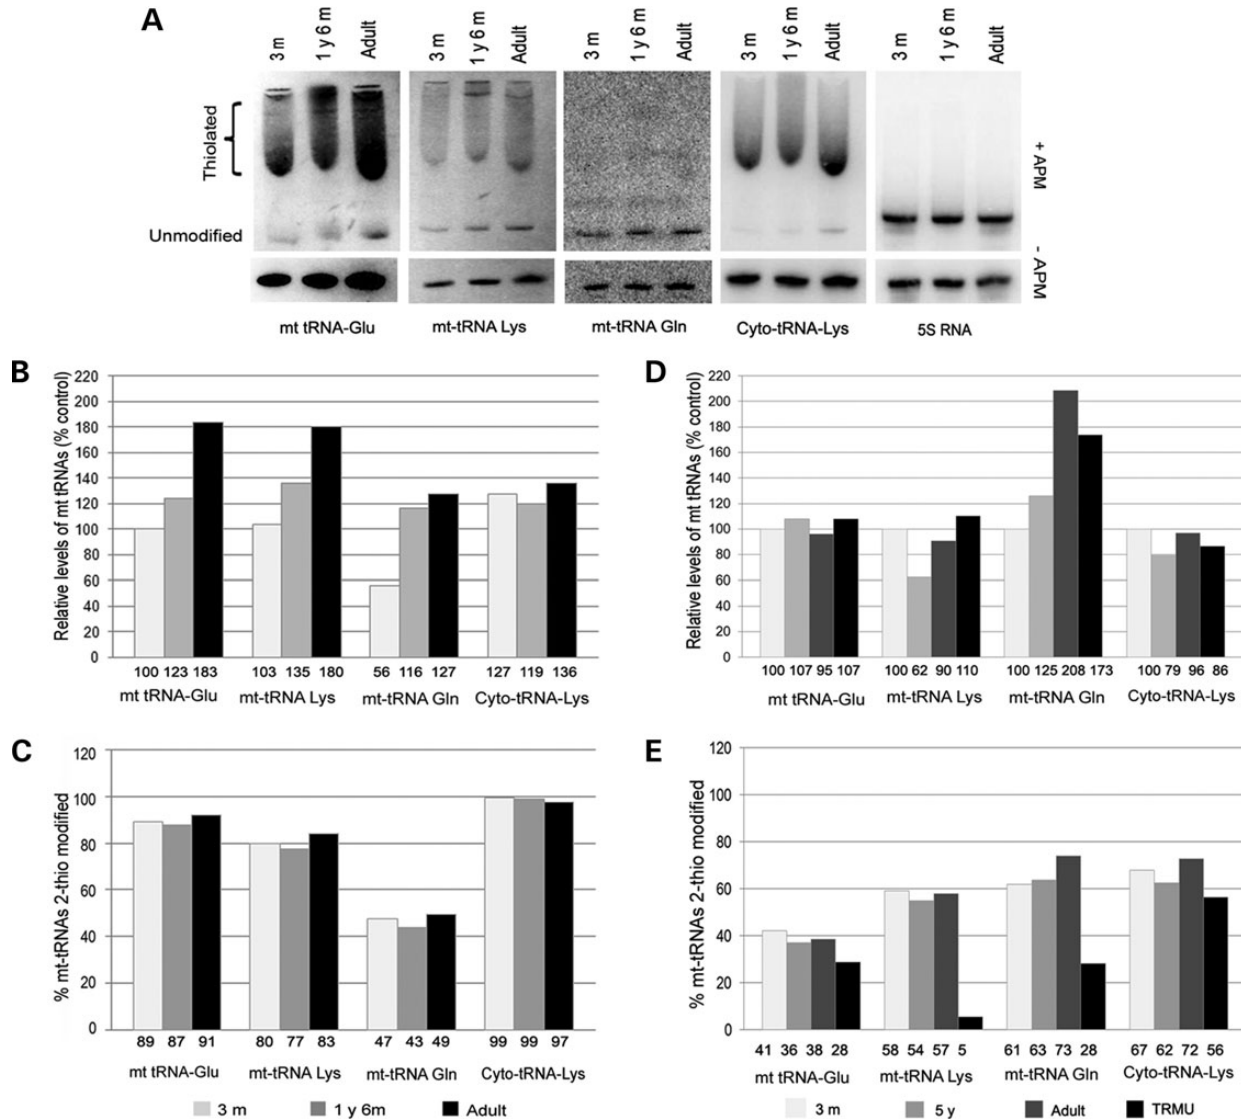 A
3 m
1 y 6 m
Adult
3 m
1 y 6 m
Adult
3 m
1 y 6 m
Adult
3 m
1 y 6 m
Adult
3 m
1 y 6 m
Adult
Thiolated
Unmodified
+ APM
- APM
mt tRNA-Glu
mt-tRNA Lys
mt-tRNA Gln
Cyto-tRNA-Lys
5S RNA
B
Relative levels of mt tRNAs (% control)
220
200
180
160
140
120
100
80
60
40
20
0
100 123 183
103 135 180
56 116 127
127 119 136
mt tRNA-Glu
mt-tRNA Lys
mt-tRNA Gln
Cyto-tRNA-Lys
D
Relative levels of mt tRNAs (% control)
220
200
180
160
140
120
100
80
60
40
20
0
100 107 95 107
100 62 90 110
100 125 208 173
100 79 96 86
mt tRNA-Glu
mt-tRNA Lys
mt-tRNA Gln
Cyto-tRNA-Lys
C
% mt-tRNAs 2-thio modified
120
100
80
60
40
20
0
89 87 91
80 77 83
47 43 49
99 99 97
mt tRNA-Glu
mt-tRNA Lys
mt-tRNA Gln
Cyto-tRNA-Lys
3 m
1 y 6m
Adult
E
% mt-tRNAs 2-thio modified
120
100
80
60
40
20
0
41 36 38 28
58 54 57 5
61 63 73 28
67 62 72 56
mt tRNA-Glu
mt-tRNA Lys
mt-tRNA Gln
Cyto-tRNA-Lys
3 m
5 y
Adult
TRMU